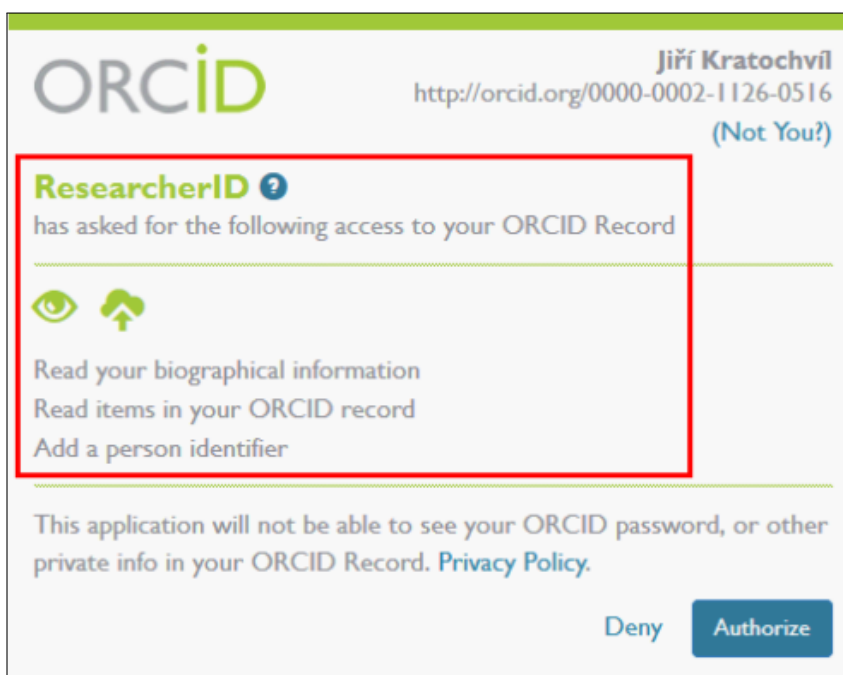 ORCiD
Jiří Kratochvíl
http://orcid.org/0000-0002-1126-0516
(Not You?)
ResearcherID ?
has asked for the following access to your ORCID Record
Read your biographical information
Read items in your ORCID record
Add a person identifier
This application will not be able to see your ORCID password, or other
private info in your ORCID Record. Privacy Policy.
Deny
Authorize